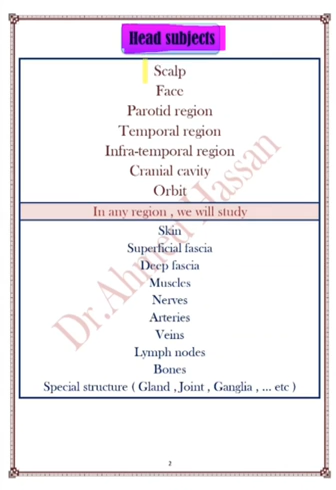 Head subjects
Scalp
Face
Parotid region
Temporal region
Infra-temporal region
Cranial cavity
Orbit
In any region , we will study
Skin
Superficial fascia
Deep fascia
Muscles
Nerves
Arteries
Veins
Lymph nodes
Bones
Special structure ( Gland , Joint , Ganglia , ... etc )
Dr.Ahmed Hassan
2